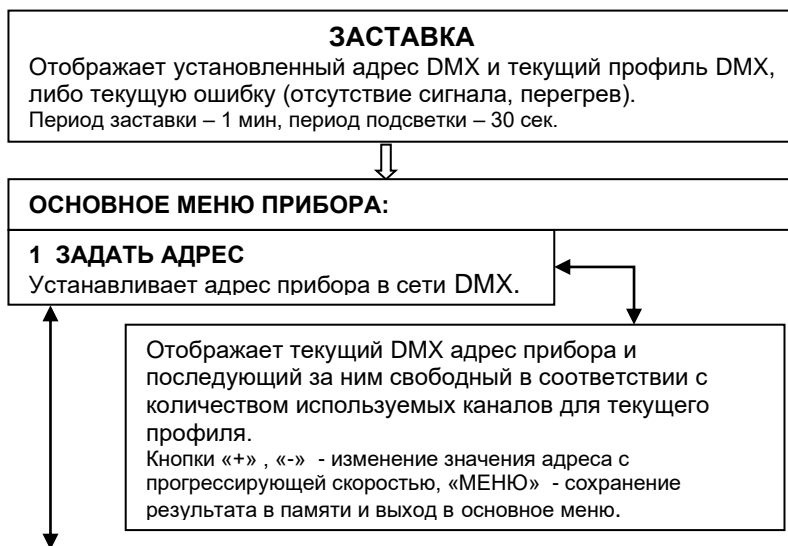 ЗАСТАВКА
Отображает установленный адрес DMX и текущий профиль DMX,
либо текущую ошибку (отсутствие сигнала, перегрев).
Период заставки – 1 мин, период подсветки – 30 сек.
ОСНОВНОЕ МЕНЮ ПРИБОРА:
1 ЗАДАТЬ АДРЕС
Устанавливает адрес прибора в сети DMX.
Отображает текущий DMX адрес прибора и
последующий за ним свободный в соответствии с
количеством используемых каналов для текущего
профиля.
Кнопки «+» , «-» - изменение значения адреса с
прогрессирующей скоростью, «МЕНЮ» - сохранение
результата в памяти и выход в основное меню.